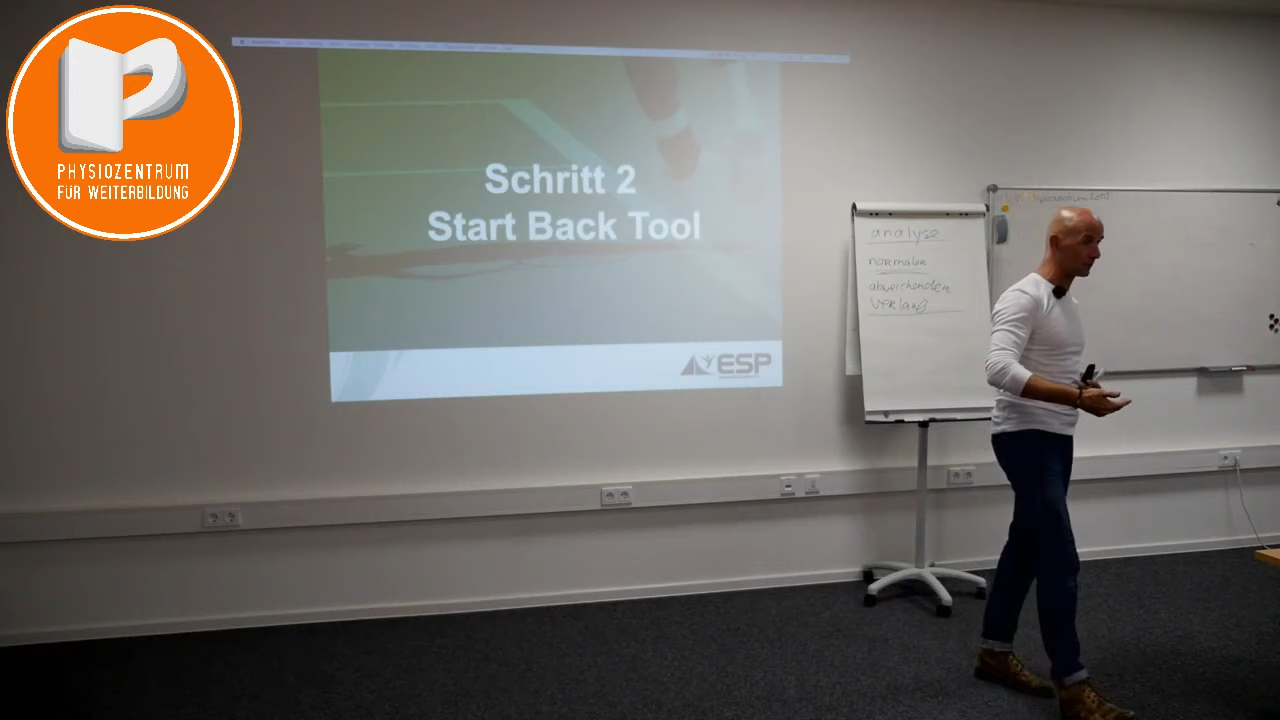 PHYSIOZENTRUM
FÜR WEITERBILDUNG
Schritt 2
Start Back Tool
ESP
analyse
normaler
abweichender
Verlauf